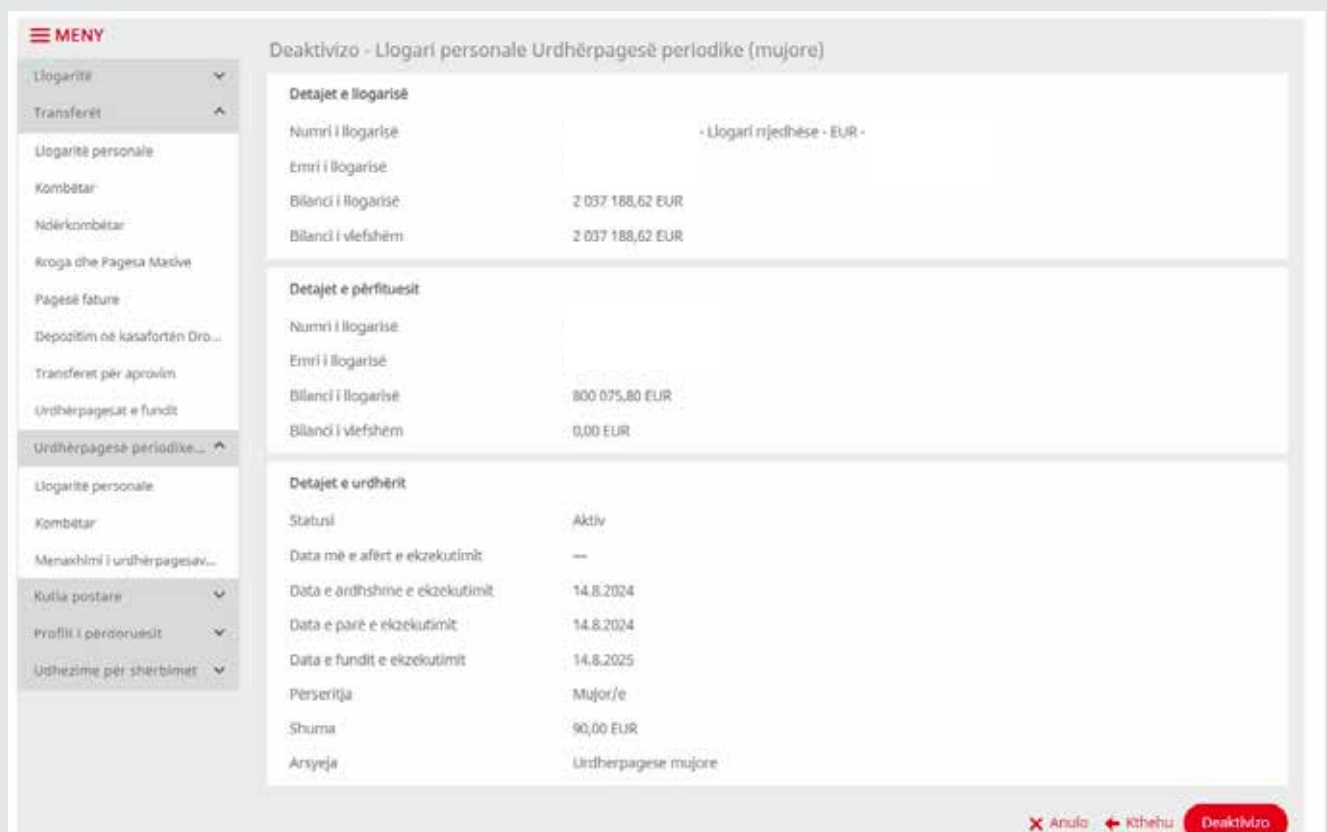 MENY
Llogaritë
Transferët
Llogaritë personale
Kombëtar
Ndërkombëtar
Rroga dhe Pagesa Masive
Pagesë fature
Depozitim në kasafortën Dro...
Transferet për aprovim
Urdhërpagesat e fundit
Urdhërpagesë periodike...
Llogaritë personale
Kombëtar
Menaxhimi i urdhërpagesav...
Kutia postare
Profili i përdoruesit
Udhëzime për shërbimet
Deaktivizo - Llogari personale Urdhërpagesë periodike (mujore)
Detajet e llogarisë
Numri i llogarisë - Llogari rrjedhëse - EUR -
Emri i llogarisë
Bilanci i llogarisë 2 037 188,62 EUR
Bilanci i vlefshëm 2 037 188,62 EUR
Detajet e përfituesit
Numri i llogarisë
Emri i llogarisë
Bilanci i llogarisë 800 075,80 EUR
Bilanci i vlefshëm 0,00 EUR
Detajet e urdhërit
Statusi Aktiv
Data më e afërt e ekzekutimit —
Data e ardhshme e ekzekutimit 14.8.2024
Data e parë e ekzekutimit 14.8.2024
Data e fundit e ekzekutimit 14.8.2025
Përseritja Mujor/e
Shuma 90,00 EUR
Arsyeja Urdherpagese mujore
Anulo Kthehu Deaktivizo